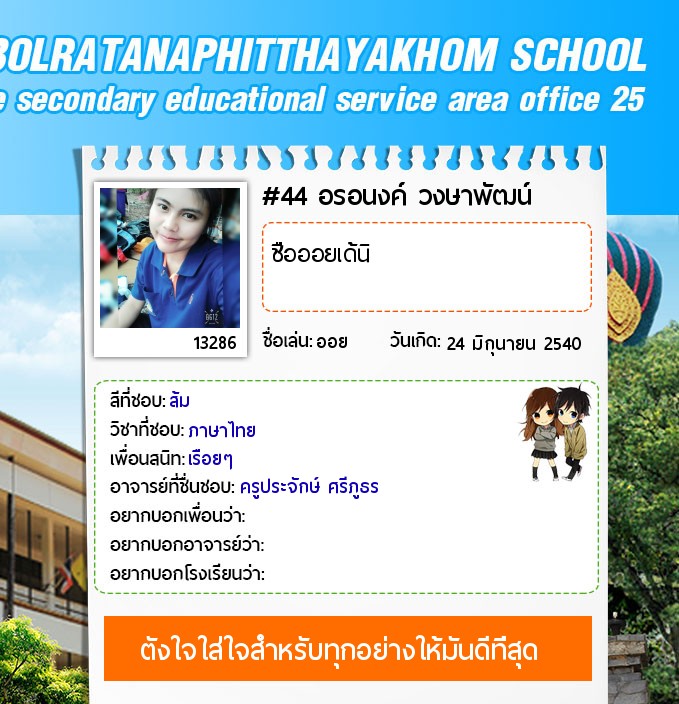 BOLRATANAPHITTHAYAKHOM SCHOOL
e secondary educational service area office 25
#44 อรอนงค์ วงษาพัฒน์
ชื่อออยเด้นิ
13286
ชื่อเล่น: ออย วันเกิด: 24 มิถุนายน 2540
สีที่ชอบ: ส้ม
วิชาที่ชอบ: ภาษาไทย
เพื่อนสนิท: เรือยๆ
อาจารย์ที่ชื่นชอบ: ครูประจักษ์ ศรีภูธร
อยากบอกเพื่อนว่า:
อยากบอกอาจารย์ว่า:
อยากบอกโรงเรียนว่า:
ตังใจใส่ใจสำหรับทุกอย่างให้มันดีที่สุด